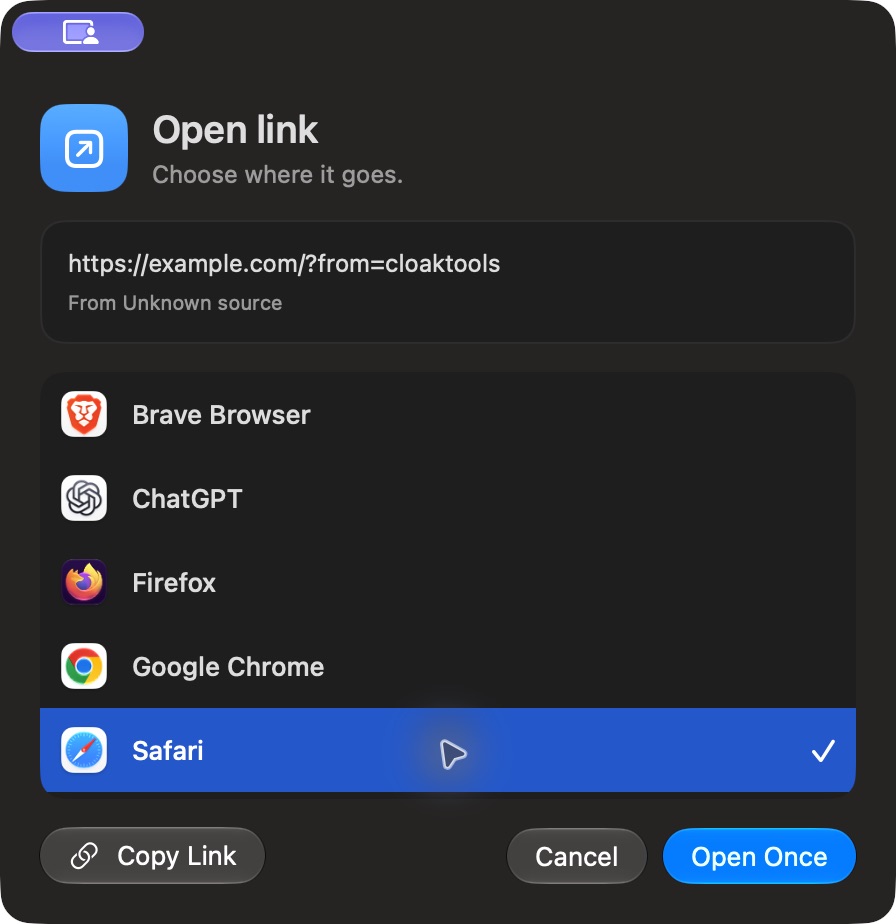 Open link
Choose where it goes.
https://example.com/?from=cloaktools
From Unknown source
Brave Browser
ChatGPT
Firefox
Google Chrome
Safari
Copy Link
Cancel
Open Once